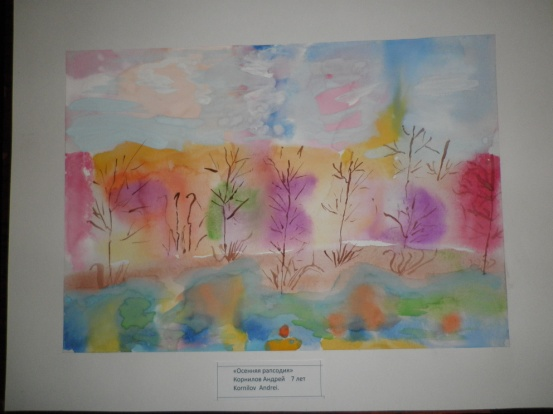 «Осенняя рапсодия»
Корнилов Андрей 7 лет
Kornilov Andrei.